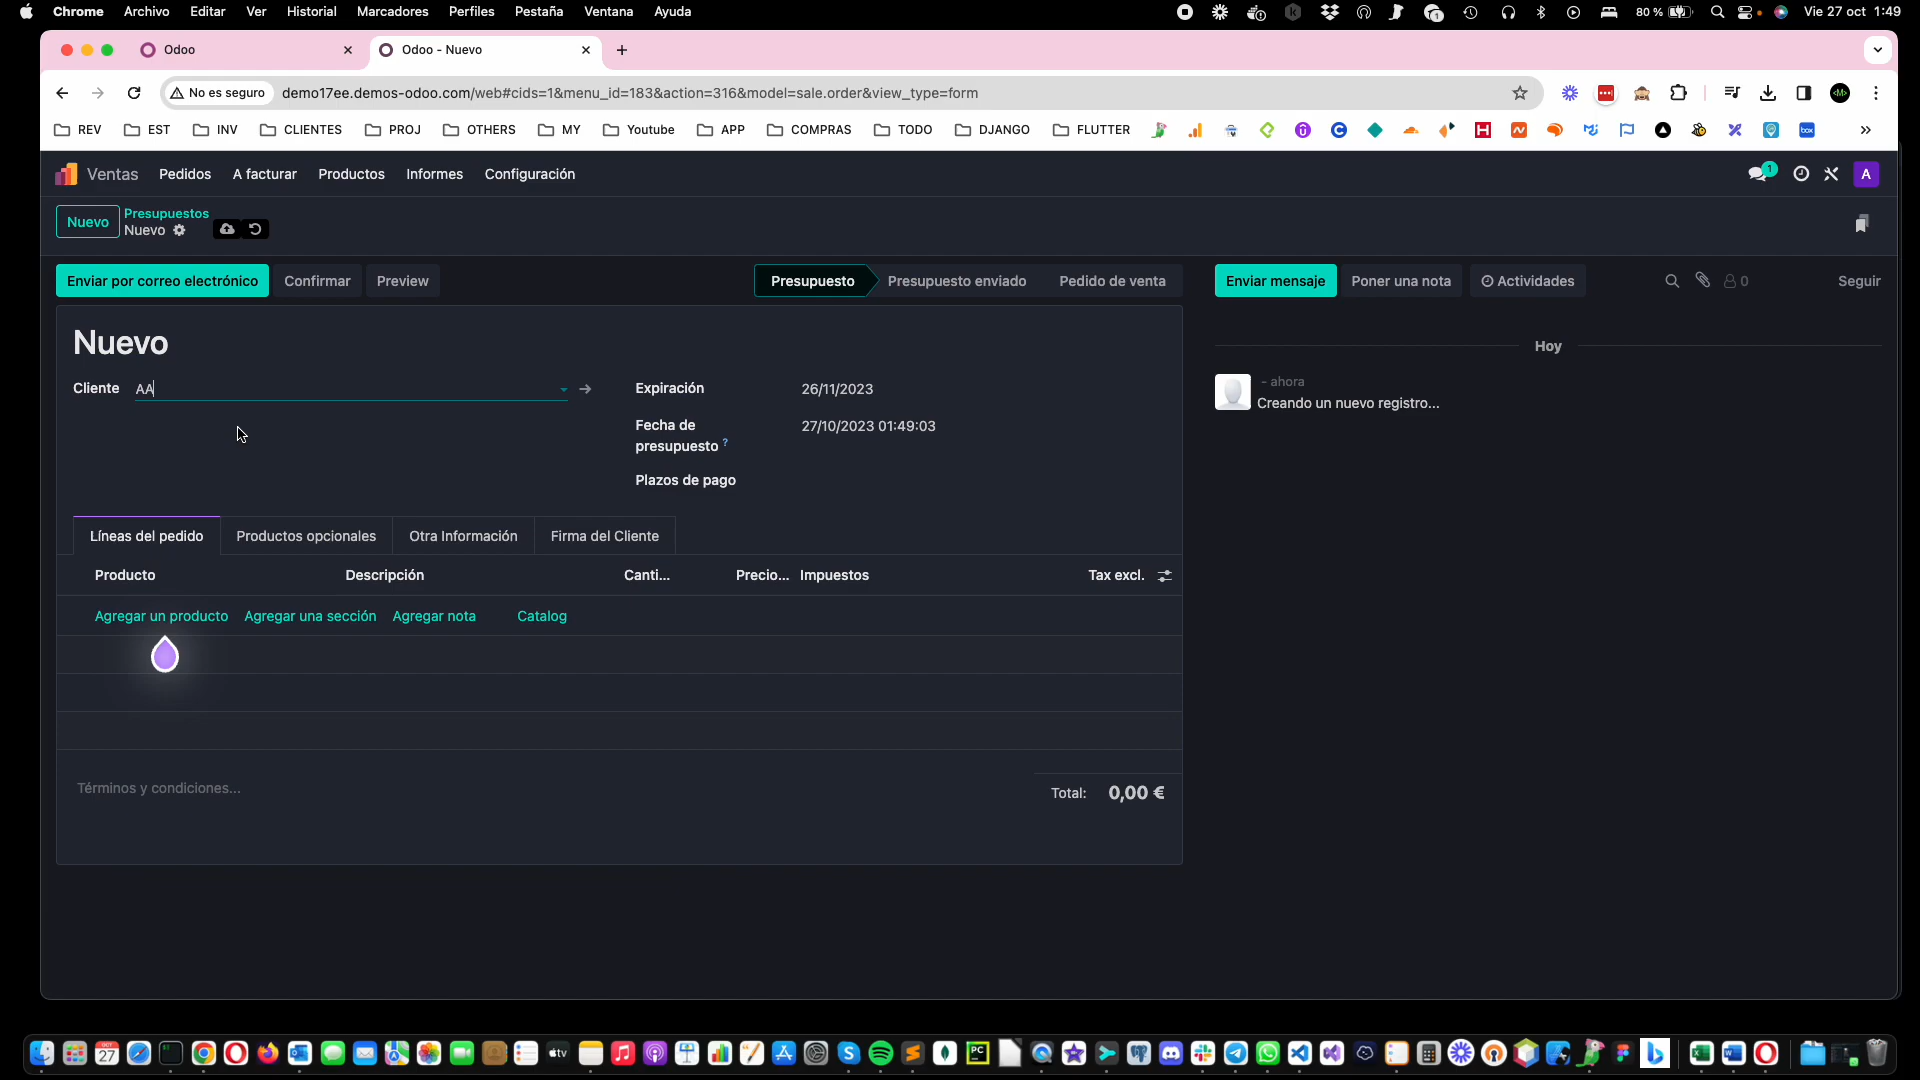 Chrome Archivo Editar Ver Historial Marcadores Perfiles Pestaña Ventana Ayuda
80 % Vie 27 oct 1:49
Odoo
Odoo - Nuevo
No es seguro demo17ee.demos-odoo.com/web#cids=1&menu_id=183&action=316&model=sale.order&view_type=form
REV EST INV CLIENTES PROJ OTHERS MY Youtube APP COMPRAS TODO DJANGO FLUTTER
Ventas Pedidos A facturar Productos Informes Configuración
1
A
Nuevo
Presupuestos
Nuevo
Enviar por correo electrónico Confirmar Preview
Presupuesto Presupuesto enviado Pedido de venta
Enviar mensaje Poner una nota Actividades 0 Seguir
Nuevo
Cliente AA
Expiración 26/11/2023
Fecha de presupuesto ? 27/10/2023 01:49:03
Plazos de pago
Hoy
- ahora
Creando un nuevo registro...
Líneas del pedido Productos opcionales Otra Información Firma del Cliente
Producto Descripción Canti... Precio... Impuestos Tax excl.
Agregar un producto Agregar una sección Agregar nota Catalog
Términos y condiciones...
Total: 0,00 €